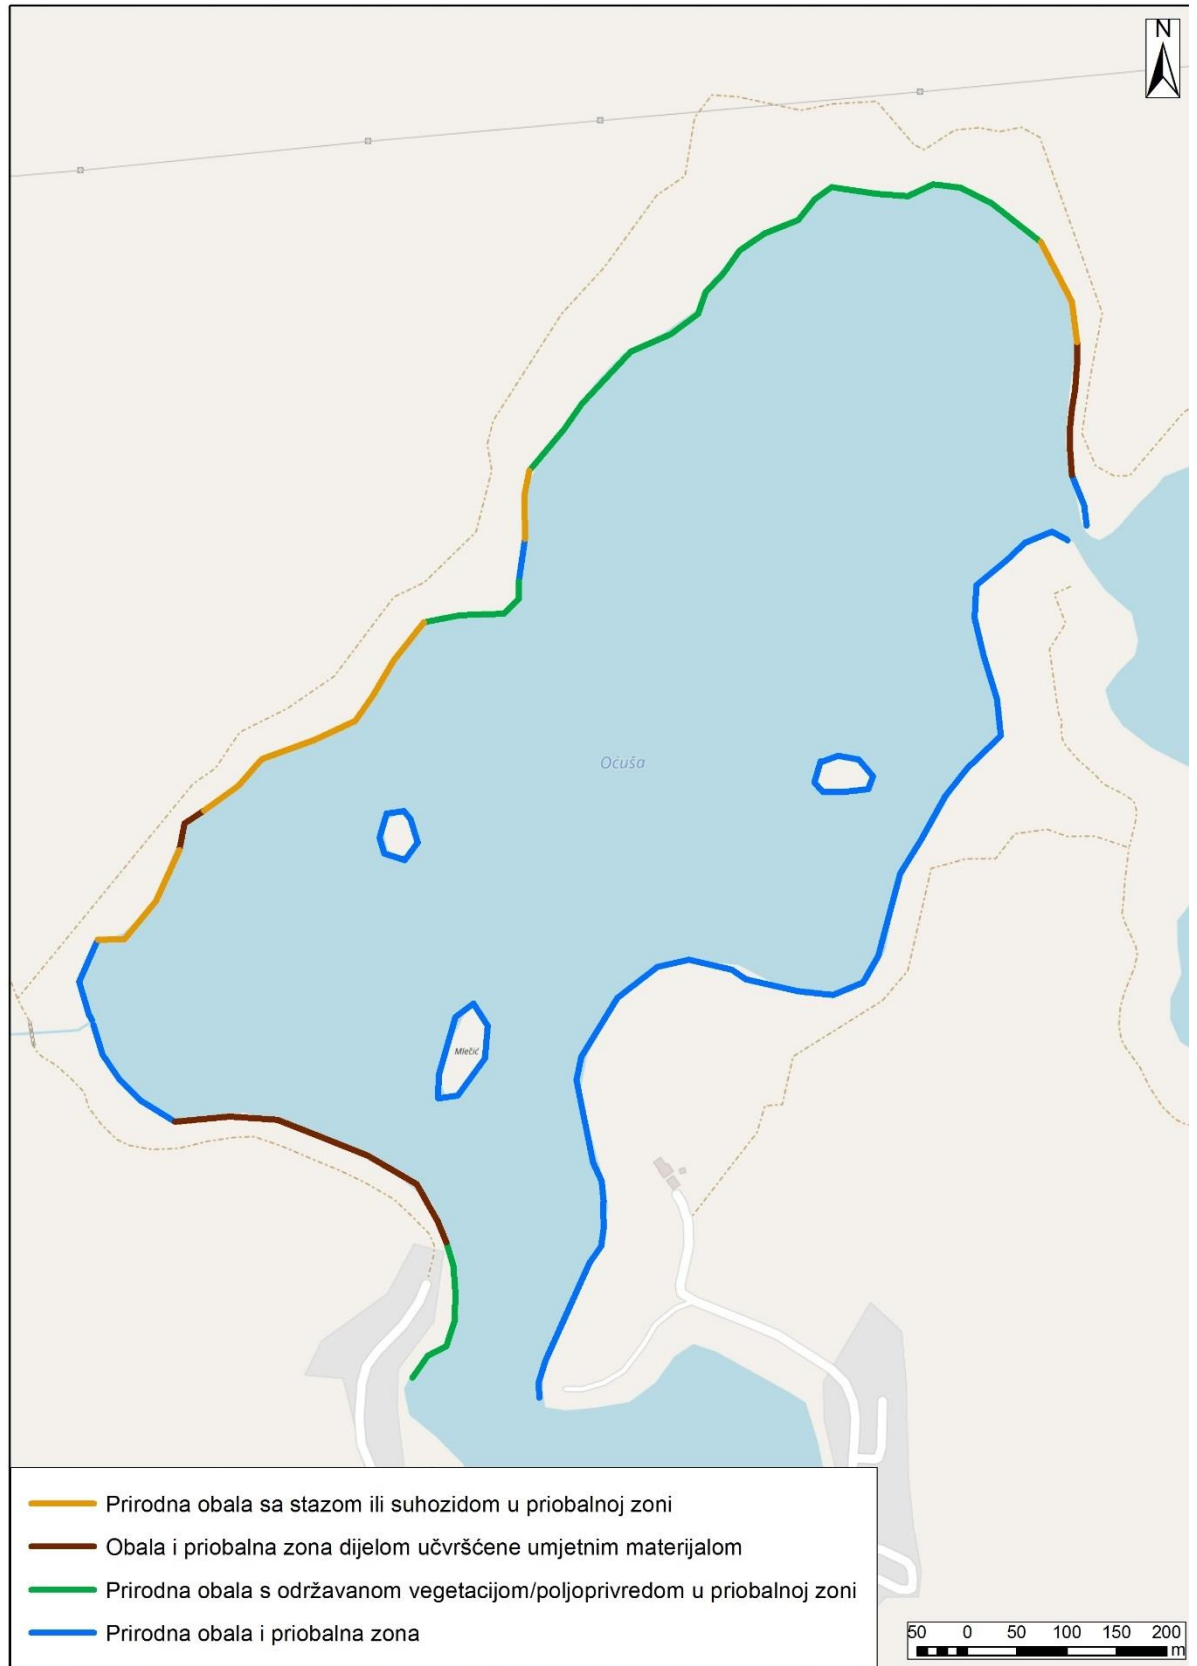 N
Oćuša
Mlečić
Prirodna obala sa stazom ili suhozidom u priobalnoj zoni
Obala i priobalna zona dijelom učvršćene umjetnim materijalom
Prirodna obala s održavanom vegetacijom/poljoprivredom u priobalnoj zoni
Prirodna obala i priobalna zona
50 0 50 100 150 200
m